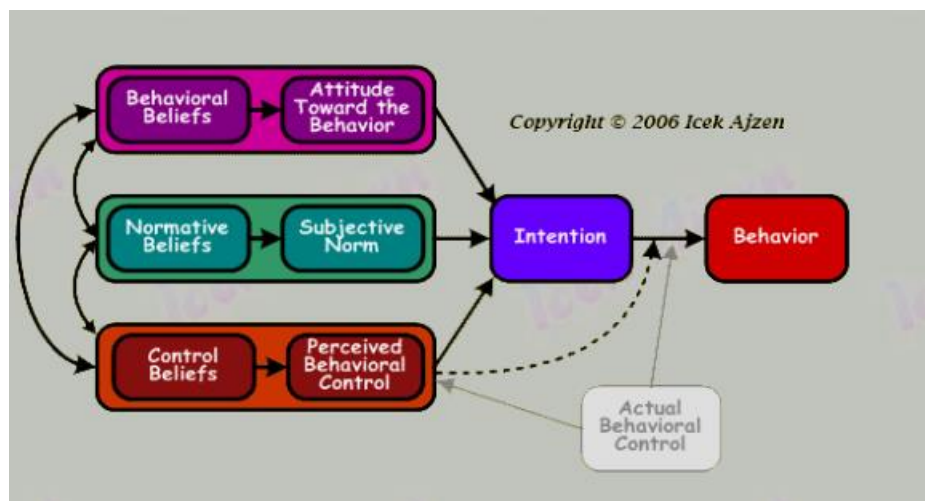 Behavioral
Beliefs
Attitude
Toward the
Behavior
Copyright © 2006 Icek Ajzen
Normative
Beliefs
Subjective
Norm
Intention
Behavior
Control
Beliefs
Perceived
Behavioral
Control
Actual
Behavioral
Control